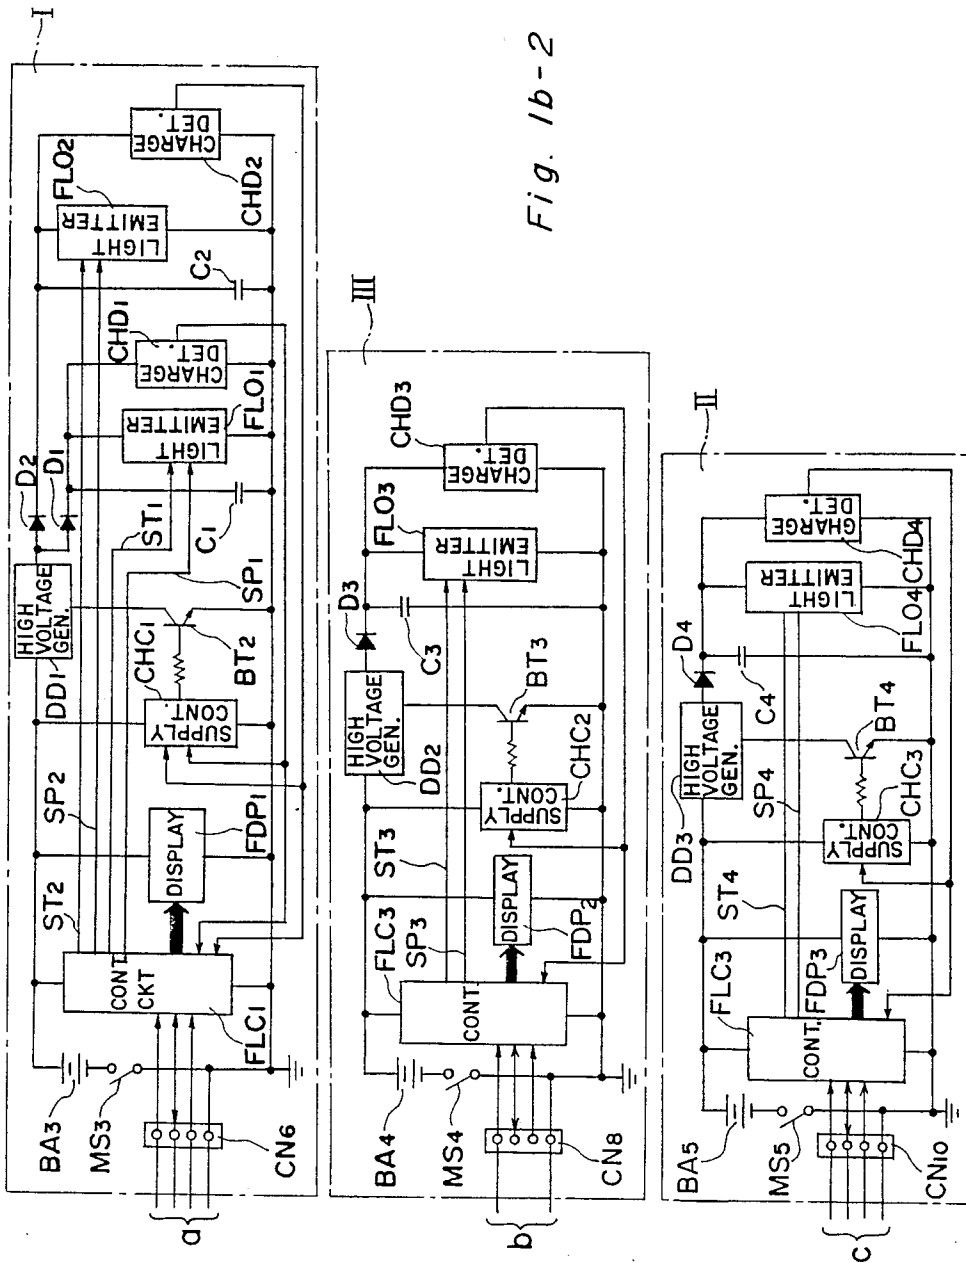 Fig. 1b-2
I
BA3
MS3
CN6
a
FLC1
CONT
CKT
ST2
SP2
DISPLAY
FDP1
DD1
HIGH
VOLTAGE
GEN.
CHC1
SUPPLY
CONT.
BT2
D2
D1
ST1
SP1
C1
LIGHT
EMITTER
FLO1
CHARGE
DET.
CHD1
C2
LIGHT
EMITTER
FLO2
CHARGE
DET.
CHD2
III
BA4
MS4
CN8
b
FLC3
CONT.
SP3
ST3
DISPLAY
FDP2
HIGH
VOLTAGE
GEN.
DD2
SUPPLY
CONT.
CHC2
BT3
D3
C3
LIGHT
EMITTER
FLO3
CHARGE
DET.
CHD3
II
BA5
MS5
CN10
c
FLC3
CONT.
FDP3
DISPLAY
ST4
SP4
DD3
HIGH
VOLTAGE
GEN.
SUPPLY
CONT.
CHC3
BT4
D4
C4
LIGHT
EMITTER
FLO4
CHARGE
DET.
CHD4